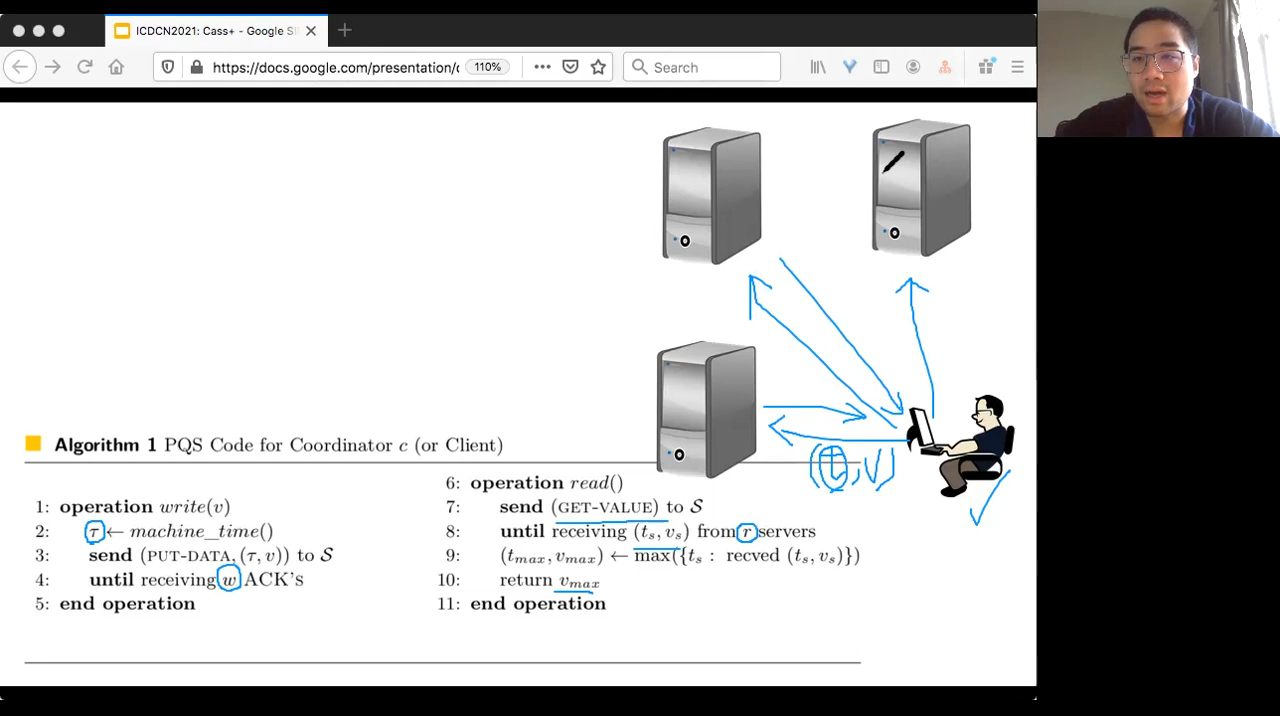 ICDCN2021: Cass+ - Google Sl
https://docs.google.com/presentation/
110%
Search
(t, v)
Algorithm 1 PQS Code for Coordinator c (or Client)
1: operation write(v)
2: τ ← machine_time()
3: send (PUT-DATA, (τ, v)) to 𝒮
4: until receiving w ACK's
5: end operation
6: operation read()
7: send (GET-VALUE) to 𝒮
8: until receiving (tₛ, vₛ) from r servers
9: (t_max, v_max) ← max({tₛ : recved (tₛ, vₛ)})
10: return v_max
11: end operation